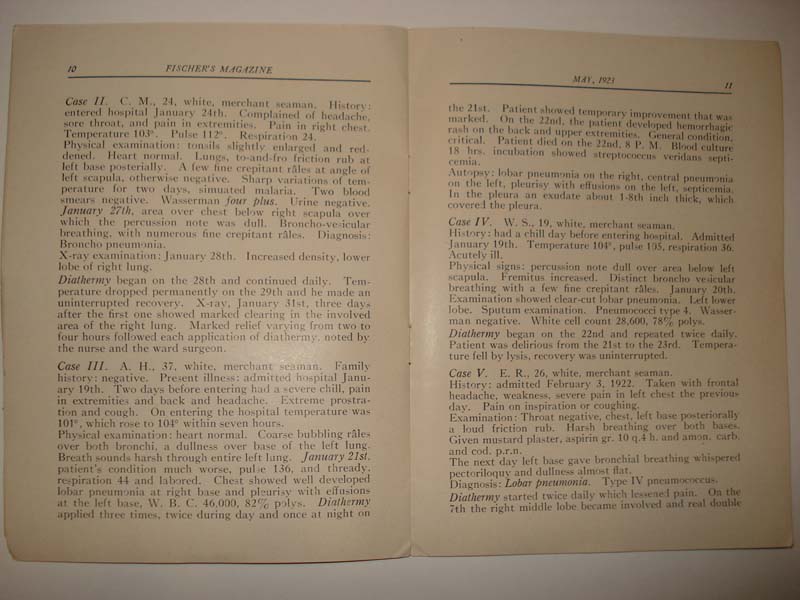 10 FISCHER'S MAGAZINE
Case II. C. M., 24, white, merchant seaman. History:
entered hospital January 24th. Complained of headache,
sore throat, and pain in extremities. Pain in right chest.
Temperature 103°. Pulse 112°. Respiration 24.
Physical examination: tonsils slightly enlarged and red-
dened. Heart normal. Lungs, to-and-fro friction rub at
left base posterially. A few fine crepitant râles at angle of
left scapula, otherwise negative. Sharp variations of tem-
perature for two days, simuated malaria. Two blood
smears negative. Wasserman four plus. Urine negative.
January 27th, area over chest below right scapula over
which the percussion note was dull. Broncho-vesicular
breathing, with numerous fine crepitant râles. Diagnosis:
Broncho pneumonia.
X-ray examination: January 28th. Increased density, lower
lobe of right lung.
Diathermy began on the 28th and continued daily. Tem-
perature dropped permanently on the 29th and he made an
uninterrupted recovery. X-ray, January 31st, three days
after the first one showed marked clearing in the involved
area of the right lung. Marked relief varying from two to
four hours followed each application of diathermy, noted by
the nurse and the ward surgeon.
Case III. A. H., 37, white, merchant seaman. Family
history: negative. Present illness: admitted hospital Janu-
ary 19th. Two days before entering had a severe chill, pain
in extremities and back and headache. Extreme prostra-
tion and cough. On entering the hospital temperature was
101°, which rose to 104° within seven hours.
Physical examination: heart normal. Coarse bubbling râles
over both bronchi, a dullness over base of the left lung.
Breath sounds harsh through entire left lung. January 21st,
patient's condition much worse, pulse 136, and thready,
respiration 44 and labored. Chest showed well developed
lobar pneumonia at right base and pleurisy with effusions
at the left base, W. B. C. 46,000, 82% polys. Diathermy
applied three times, twice during day and once at night on
MAY, 1923 11
the 21st. Patient showed temporary improvement that was
marked. On the 22nd, the patient developed hemorrhagic
rash on the back and upper extremities. General condition,
critical. Patient died on the 22nd, 8 P. M. Blood culture
18 hrs. incubation showed streptococcus veridans septi-
cemia.
Autopsy: lobar pneumonia on the right, central pneumonia
on the left, pleurisy with effusions on the left, septicemia.
In the pleura an exudate about 1-8th inch thick, which
covered the pleura.
Case IV. W. S., 19, white, merchant seaman.
History: had a chill day before entering hospital. Admitted
January 19th. Temperature 104°, pulse 105, respiration 36.
Acutely ill.
Physical signs: percussion note dull over area below left
scapula. Fremitus increased. Distinct broncho vesicular
breathing with a few fine crepitant râles. January 20th.
Examination showed clear-cut lobar pneumonia. Left lower
lobe. Sputum examination. Pneumococci type 4. Wasser-
man negative. White cell count 28,600, 78% polys.
Diathermy began on the 22nd and repeated twice daily.
Patient was delirious from the 21st to the 23rd. Tempera-
ture fell by lysis, recovery was uninterrupted.
Case V. E. R., 26, white, merchant seaman.
History: admitted February 3, 1922. Taken with frontal
headache, weakness, severe pain in left chest the previous
day. Pain on inspiration or coughing.
Examination: Throat negative, chest, left base posteriorally
a loud friction rub. Harsh breathing over both bases.
Given mustard plaster, aspirin gr. 10 q.4 h. and amon. carb.
and cod. p.r.n.
The next day left base gave bronchial breathing whispered
pectoriloquy and dullness almost flat.
Diagnosis: Lobar pneumonia. Type IV pneumococcus.
Diathermy started twice daily which lessened pain. On the
7th the right middle lobe became involved and real double